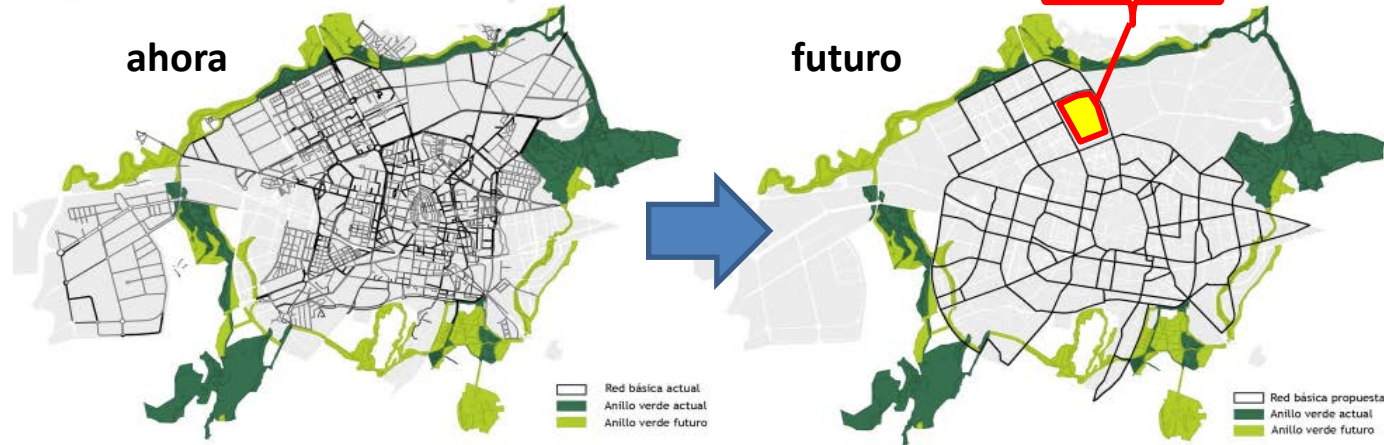 ahora
futuro
Red básica actual
Anillo verde actual
Anillo verde futuro
Red básica propuesta
Anillo verde actual
Anillo verde futuro